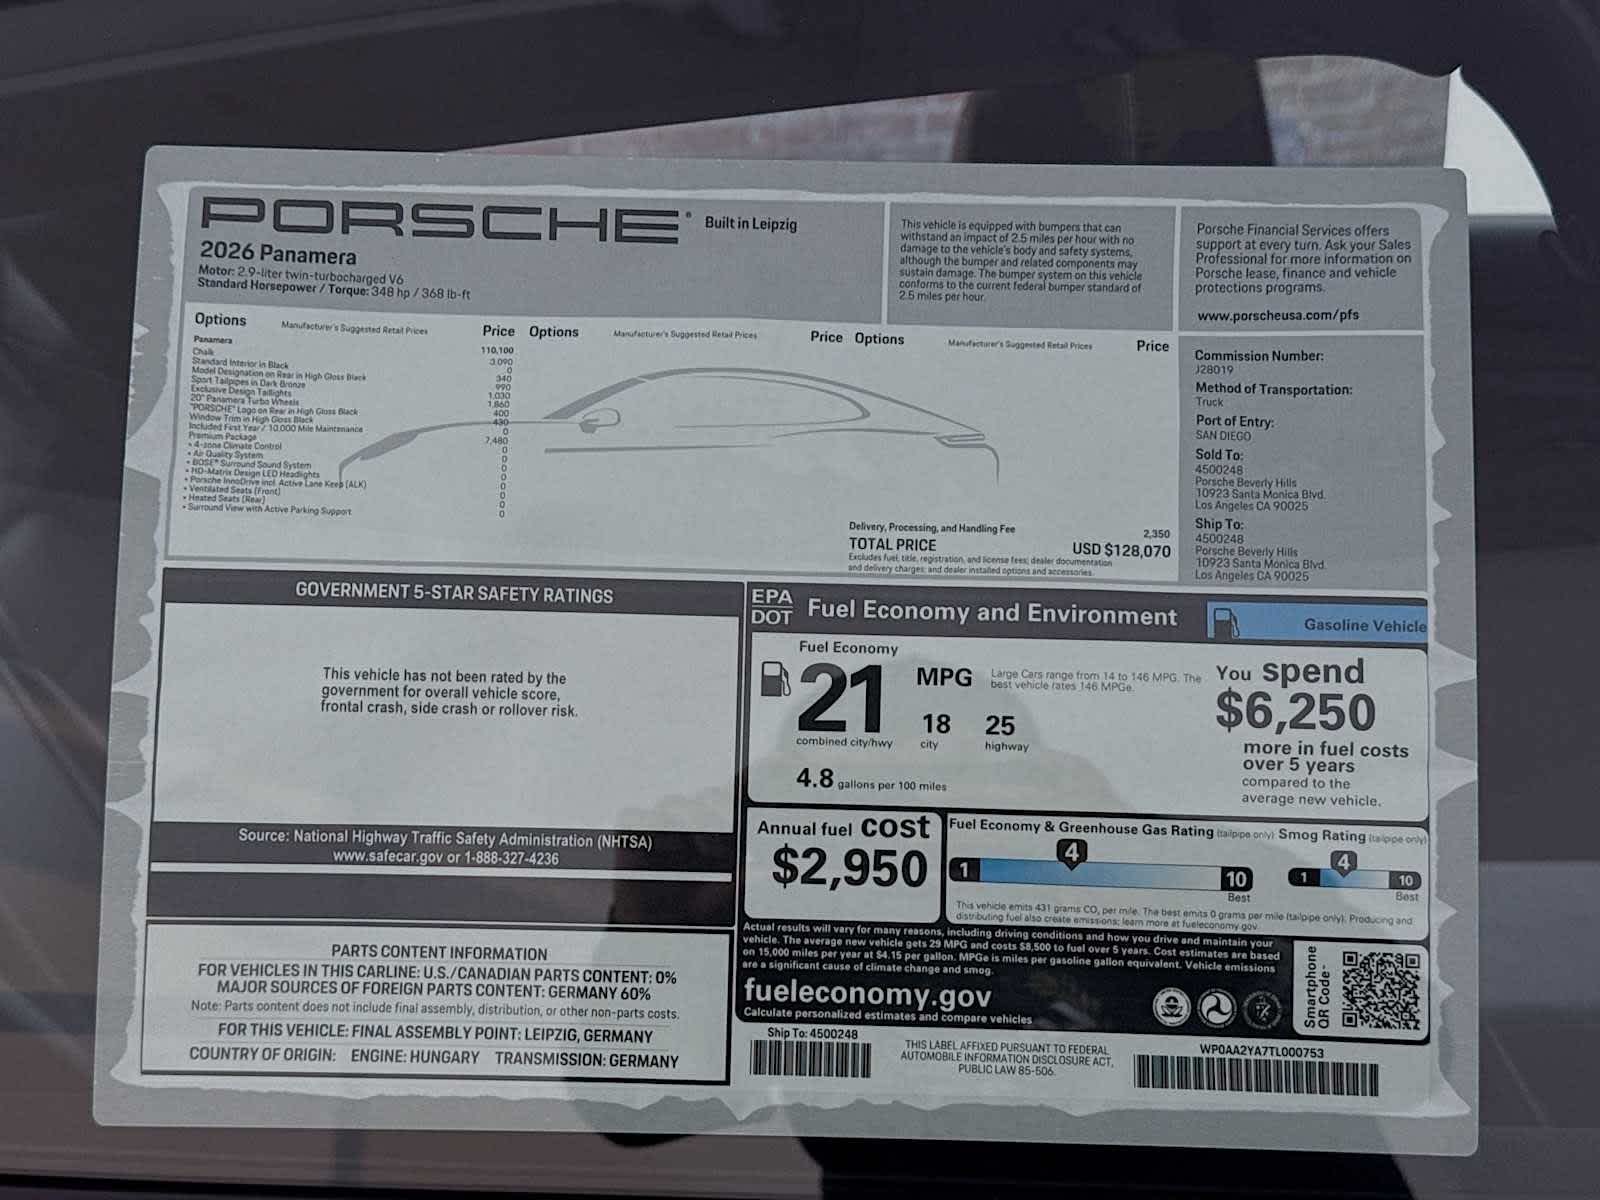 PORSCHE® Built in Leipzig
2026 Panamera
Motor: 2.9-liter twin-turbocharged V6
Standard Horsepower / Torque: 348 hp / 368 lb-ft
This vehicle is equipped with bumpers that can
withstand an impact of 2.5 miles per hour with no
damage to the vehicle's body and safety systems,
although the bumper and related components may
sustain damage. The bumper system on this vehicle
conforms to the current federal bumper standard of
2.5 miles per hour.
Porsche Financial Services offers
support at every turn. Ask your Sales
Professional for more information on
Porsche lease, finance and vehicle
protections programs.
www.porscheusa.com/pfs
Options Manufacturer's Suggested Retail Prices Price Options Manufacturer's Suggested Retail Prices Price Options Manufacturer's Suggested Retail Prices Price
Panamera 110,100
Chalk 3,090
Standard Interior in Black 0
Model Designation on Rear in High Gloss Black 340
Sport Tailpipes in Dark Bronze 990
Exclusive Design Taillights 1,030
20" Panamera Turbo Wheels 1,860
"PORSCHE" Logo on Rear in High Gloss Black 400
Window Trim in High Gloss Black 430
Included First Year / 10,000 Mile Maintenance 0
Premium Package 7,480
• 4-zone Climate Control 0
• Air Quality System 0
• BOSE® Surround Sound System 0
• HD-Matrix Design LED Headlights 0
• Porsche InnoDrive incl. Active Lane Keep (ALK) 0
• Ventilated Seats (Front) 0
• Heated Seats (Rear) 0
• Surround View with Active Parking Support 0
Delivery, Processing, and Handling Fee 2,350
TOTAL PRICE USD $128,070
Excludes fuel, title, registration, and license fees; dealer documentation
and delivery charges; and dealer installed options and accessories.
Commission Number:
J28019
Method of Transportation:
Truck
Port of Entry:
SAN DIEGO
Sold To:
4500248
Porsche Beverly Hills
10923 Santa Monica Blvd.
Los Angeles CA 90025
Ship To:
4500248
Porsche Beverly Hills
10923 Santa Monica Blvd.
Los Angeles CA 90025
GOVERNMENT 5-STAR SAFETY RATINGS
This vehicle has not been rated by the
government for overall vehicle score,
frontal crash, side crash or rollover risk.
Source: National Highway Traffic Safety Administration (NHTSA)
www.safecar.gov or 1-888-327-4236
PARTS CONTENT INFORMATION
FOR VEHICLES IN THIS CARLINE: U.S./CANADIAN PARTS CONTENT: 0%
MAJOR SOURCES OF FOREIGN PARTS CONTENT: GERMANY 60%
Note: Parts content does not include final assembly, distribution, or other non-parts costs.
FOR THIS VEHICLE: FINAL ASSEMBLY POINT: LEIPZIG, GERMANY
COUNTRY OF ORIGIN: ENGINE: HUNGARY TRANSMISSION: GERMANY
EPA
DOT
Fuel Economy and Environment
Gasoline Vehicle
Fuel Economy
21 MPG
combined city/hwy
18
city
25
highway
Large Cars range from 14 to 146 MPG. The
best vehicle rates 146 MPGe.
4.8 gallons per 100 miles
You spend
$6,250
more in fuel costs
over 5 years
compared to the
average new vehicle.
Annual fuel cost
$2,950
Fuel Economy & Greenhouse Gas Rating (tailpipe only)
1 4 10
Best
Smog Rating (tailpipe only)
1 4 10
Best
This vehicle emits 431 grams CO₂ per mile. The best emits 0 grams per mile (tailpipe only). Producing and
distributing fuel also create emissions; learn more at fueleconomy.gov.
Actual results will vary for many reasons, including driving conditions and how you drive and maintain your
vehicle. The average new vehicle gets 29 MPG and costs $8,500 to fuel over 5 years. Cost estimates are based
on 15,000 miles per year at $4.15 per gallon. MPGe is miles per gasoline gallon equivalent. Vehicle emissions
are a significant cause of climate change and smog.
fueleconomy.gov
Calculate personalized estimates and compare vehicles
Smartphone
QR Code™
Ship To: 4500248
THIS LABEL AFFIXED PURSUANT TO FEDERAL
AUTOMOBILE INFORMATION DISCLOSURE ACT,
PUBLIC LAW 85-506.
WP0AA2YA7TL000753